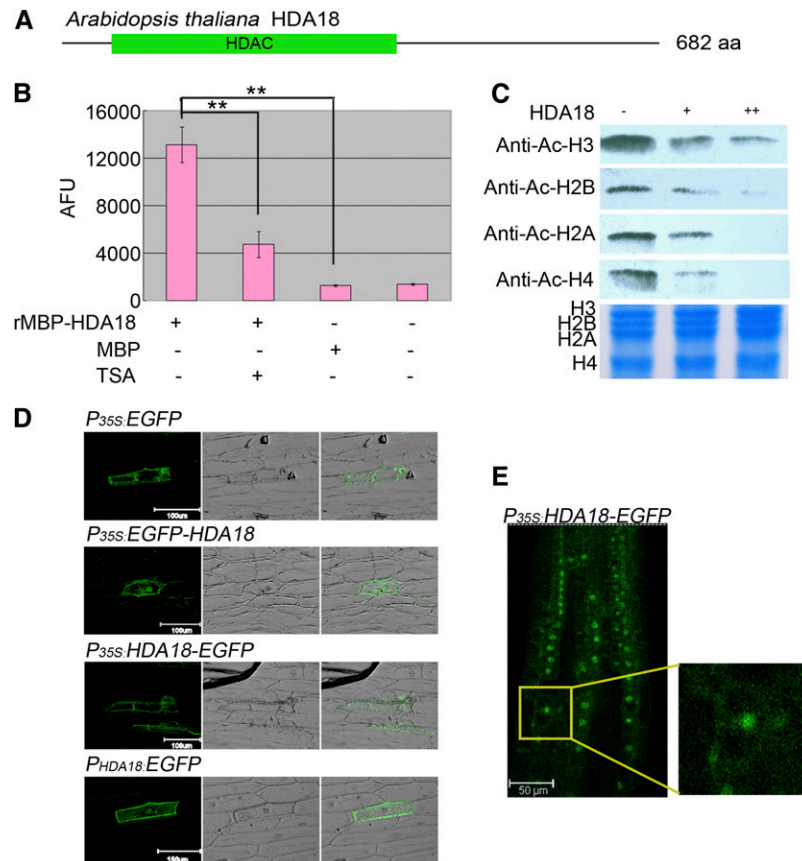 A
Arabidopsis thaliana HDA18
HDAC
682 aa
B
**
**
16000
12000
8000
4000
0
AFU
rMBP-HDA18 + + - -
MBP - - + -
TSA - + - -
C
HDA18 - + ++
Anti-Ac-H3
Anti-Ac-H2B
Anti-Ac-H2A
Anti-Ac-H4
H3
H2B
H2A
H4
D
P35S:EGFP
100um
P35S:EGFP-HDA18
100um
P35S:HDA18-EGFP
100um
PHDA18:EGFP
E
P35S:HDA18-EGFP
50 µm